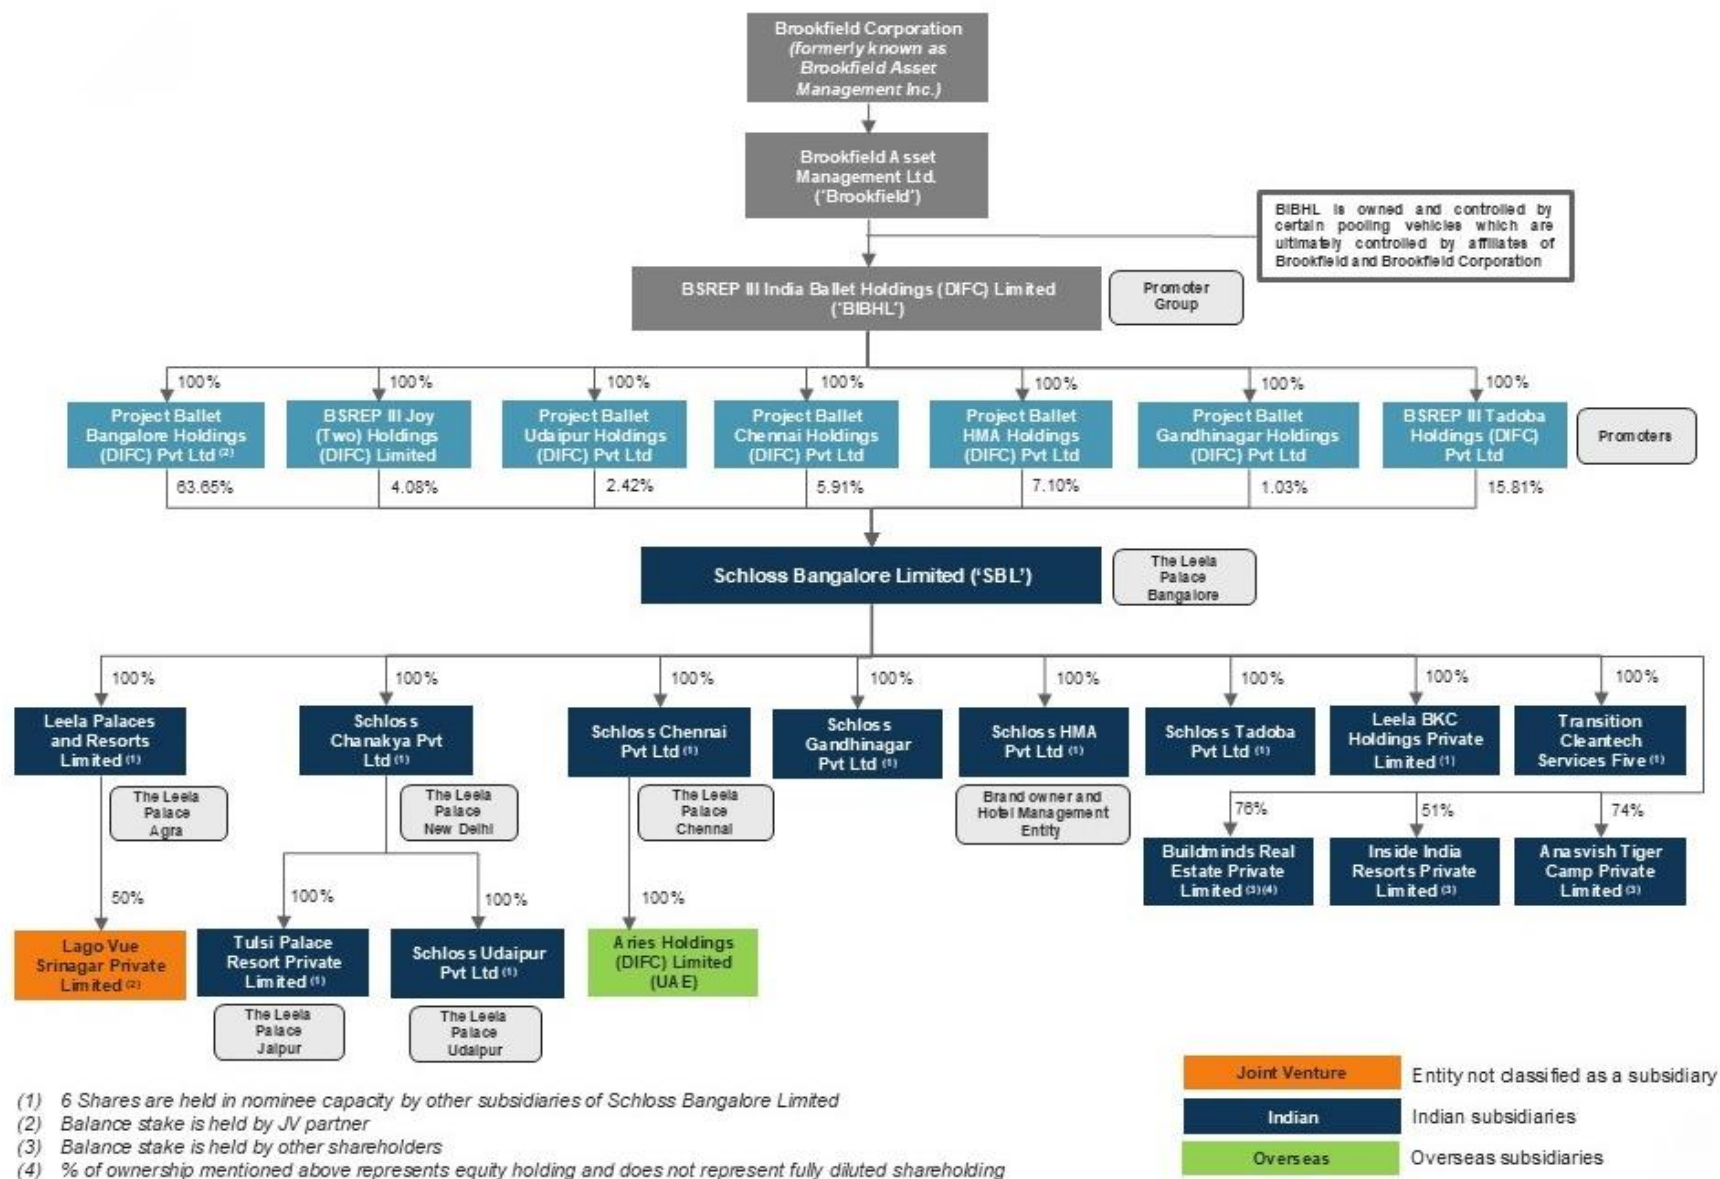 Brookfield Corporation
(formerly known as
Brookfield Asset
Management Inc.)
Brookfield Asset
Management Ltd.
('Brookfield')
BIBHL is owned and controlled by
certain pooling vehicles which are
ultimately controlled by affiliates of
Brookfield and Brookfield Corporation
BSREP III India Ballet Holdings (DIFC) Limited
('BIBHL')
Promoter
Group
100%
100%
100%
100%
100%
100%
100%
Project Ballet
Bangalore Holdings
(DIFC) Pvt Ltd (2)
BSREP III Joy
(Two) Holdings
(DIFC) Limited
Project Ballet
Udaipur Holdings
(DIFC) Pvt Ltd
Project Ballet
Chennai Holdings
(DIFC) Pvt Ltd
Project Ballet
HMA Holdings
(DIFC) Pvt Ltd
Project Ballet
Gandhinagar Holdings
(DIFC) Pvt Ltd
BSREP III Tadoba
Holdings (DIFC)
Pvt Ltd
Promoters
63.65%
4.08%
2.42%
5.91%
7.10%
1.03%
15.81%
Schloss Bangalore Limited ('SBL')
The Leela
Palace
Bangalore
100%
100%
100%
100%
100%
100%
100%
100%
Leela Palaces
and Resorts
Limited (1)
Schloss
Chanakya Pvt
Ltd (1)
Schloss Chennai
Pvt Ltd (1)
Schloss
Gandhinagar
Pvt Ltd (1)
Schloss HMA
Pvt Ltd (1)
Schloss Tadoba
Pvt Ltd (1)
Leela BKC
Holdings Private
Limited (1)
Transition
Cleantech
Services Five (1)
The Leela
Palace
Agra
The Leela
Palace
New Delhi
The Leela
Palace
Chennai
Brand owner and
Hotel Management
Entity
76%
51%
74%
Buildminds Real
Estate Private
Limited (3)(4)
Inside India
Resorts Private
Limited (3)
Anasvish Tiger
Camp Private
Limited (3)
50%
100%
100%
100%
Lago Vue
Srinagar Private
Limited (2)
Tulsi Palace
Resort Private
Limited (1)
Schloss Udaipur
Pvt Ltd (1)
Aries Holdings
(DIFC) Limited
(UAE)
The Leela
Palace
Jaipur
The Leela
Palace
Udaipur
(1) 6 Shares are held in nominee capacity by other subsidiaries of Schloss Bangalore Limited
(2) Balance stake is held by JV partner
(3) Balance stake is held by other shareholders
(4) % of ownership mentioned above represents equity holding and does not represent fully diluted shareholding
Joint Venture
Entity not classified as a subsidiary
Indian
Indian subsidiaries
Overseas
Overseas subsidiaries